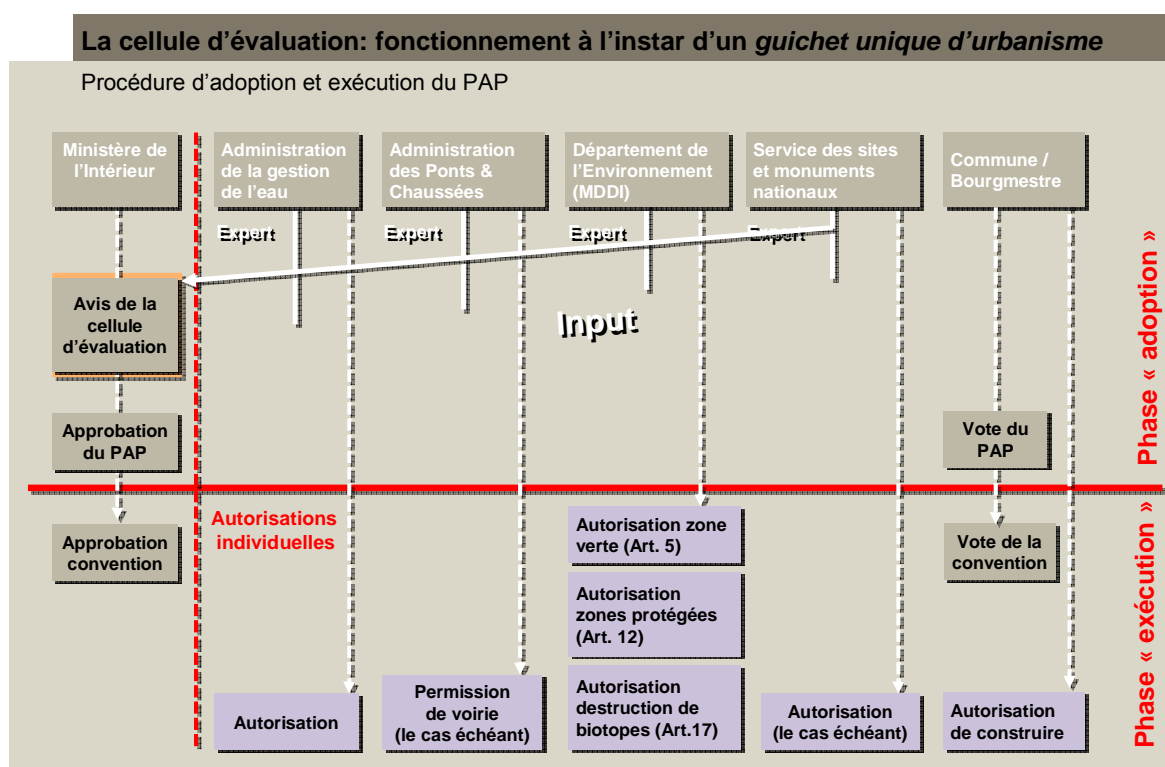 La cellule d’évaluation: fonctionnement à l’instar d’un guichet unique d’urbanisme
Procédure d’adoption et exécution du PAP
Ministère de
l’Intérieur
Administration
de la gestion
de l’eau
Administration
des Ponts &
Chaussées
Département de
l’Environnement
(MDDI)
Service des sites
et monuments
nationaux
Commune /
Bourgmestre
Expert
Expert
Expert
Expert
Input
Avis de la
cellule
d’évaluation
Approbation
du PAP
Vote du
PAP
Phase « adoption »
Autorisations
individuelles
Approbation
convention
Autorisation zone
verte (Art. 5)
Vote de la
convention
Autorisation
zones protégées
(Art. 12)
Autorisation
Permission
de voirie
(le cas échéant)
Autorisation
destruction de
biotopes (Art.17)
Autorisation
(le cas échéant)
Autorisation
de construire
Phase « exécution »